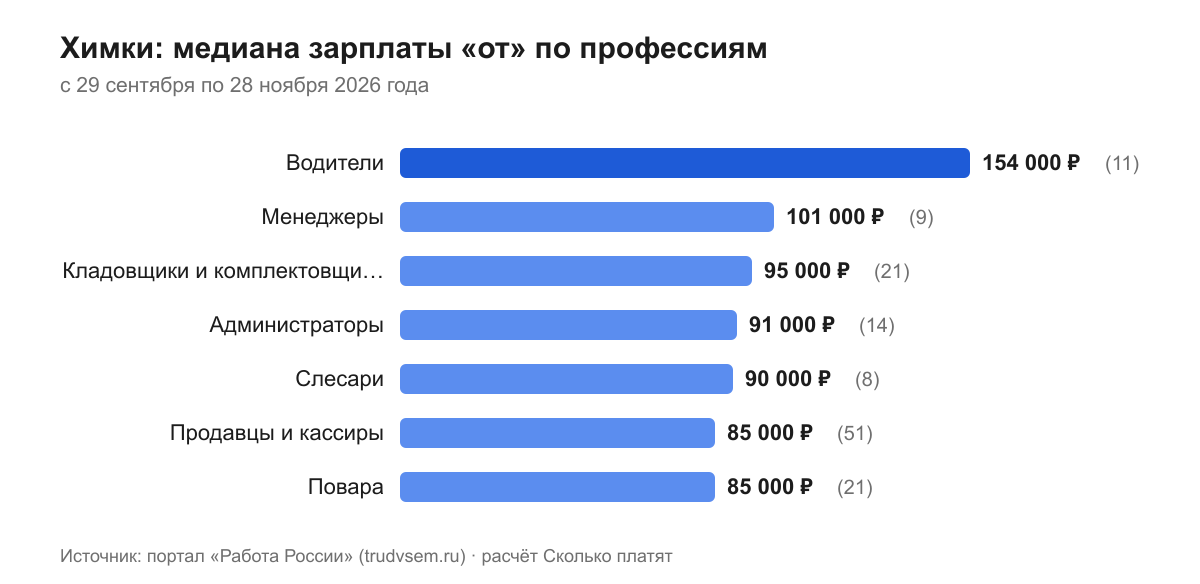 Химки: медиана зарплаты «от» по профессиям
с 29 сентября по 28 ноября 2026 года
Водители 154 000 ₽ (11)
Менеджеры 101 000 ₽ (9)
Кладовщики и комплектовщи… 95 000 ₽ (21)
Администраторы 91 000 ₽ (14)
Слесари 90 000 ₽ (8)
Продавцы и кассиры 85 000 ₽ (51)
Повара 85 000 ₽ (21)
Источник: портал «Работа России» (trudvsem.ru) · расчёт Сколько платят